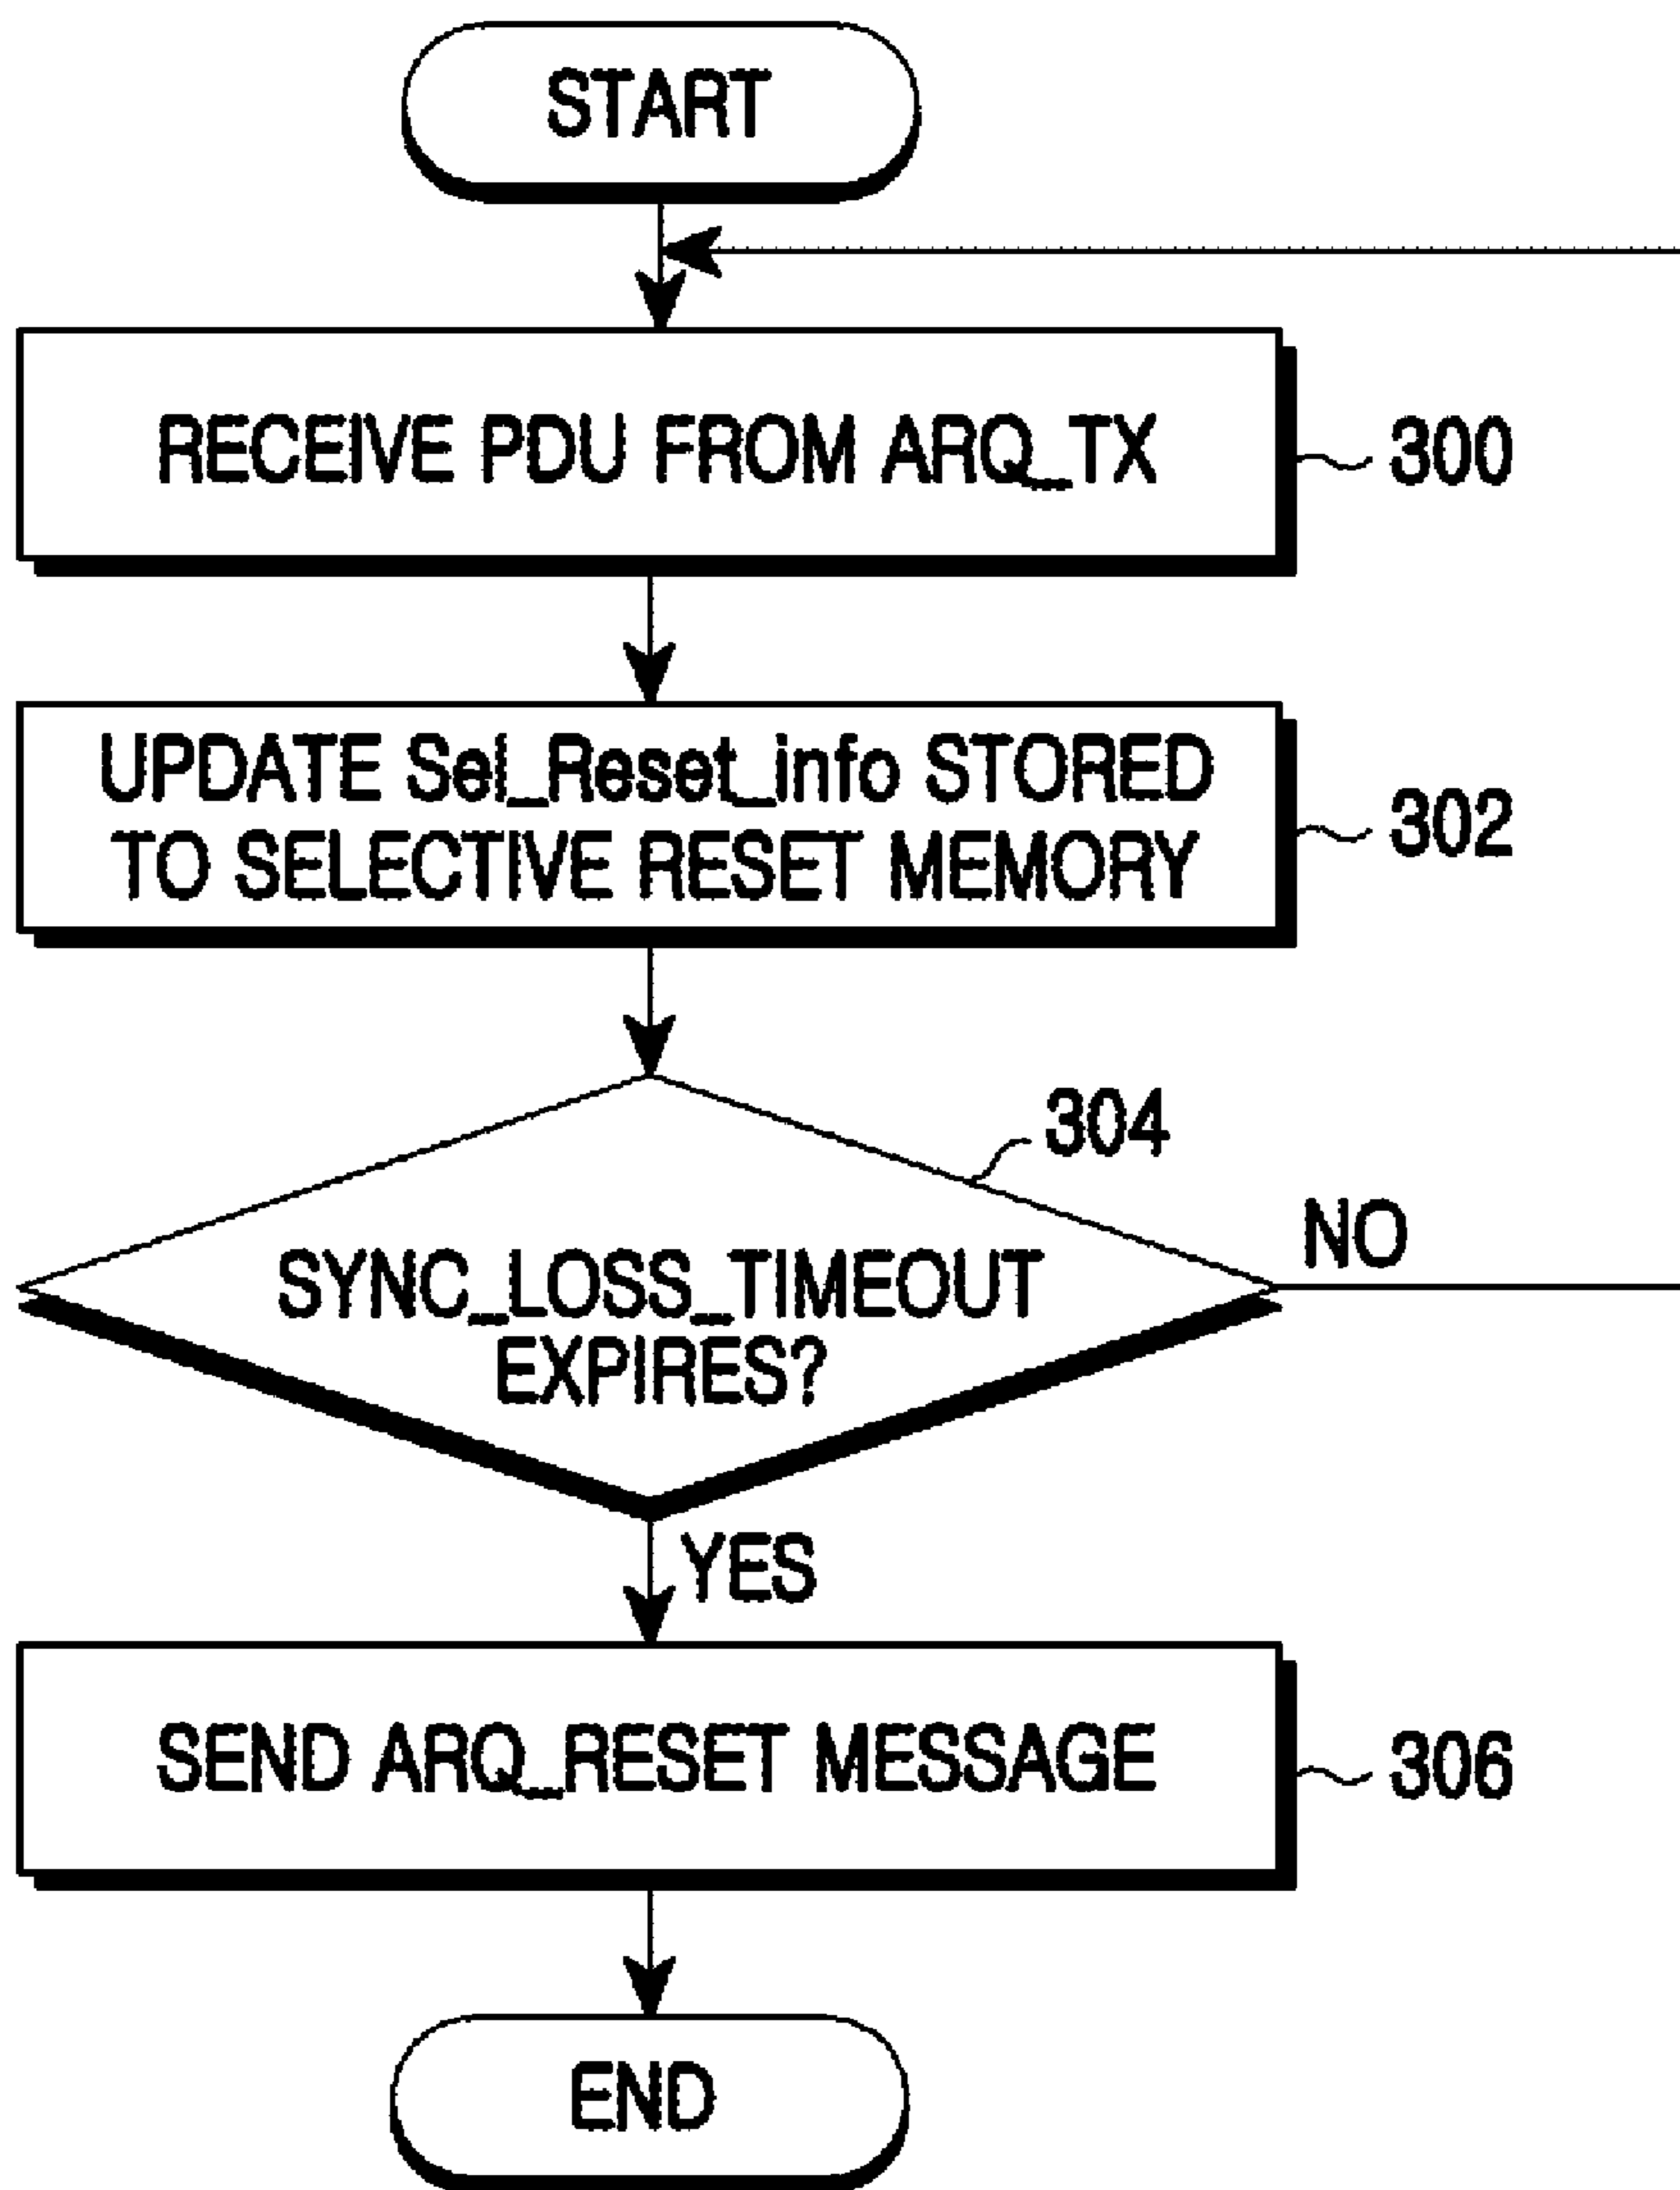 START
RECEIVE PDU FROM ARQ_TX
300
UPDATE Sel_Reset_info STORED
TO SELECTIVE RESET MEMORY
302
304
NO
SYNC_LOSS_TIMEOUT
EXPIRES?
YES
SEND ARQ_RESET MESSAGE
306
END